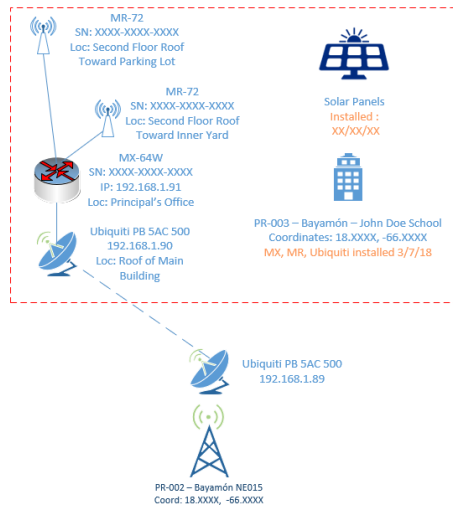 MR-72
SN: XXXX-XXXX-XXXX
Loc: Second Floor Roof
Toward Parking Lot
MR-72
SN: XXXX-XXXX-XXXX
Loc: Second Floor Roof
Toward Inner Yard
MX-64W
SN: XXXX-XXXX-XXXX
IP: 192.168.1.91
Loc: Principal's Office
Ubiquiti PB 5AC 500
192.168.1.90
Loc: Roof of Main
Building
Solar Panels
Installed :
XX/XX/XX
PR-003 – Bayamón – John Doe School
Coordinates: 18.XXXX, -66.XXXX
MX, MR, Ubiquiti installed 3/7/18
Ubiquiti PB 5AC 500
192.168.1.89
PR-002 – Bayamón NE015
Coord: 18.XXXX, -66.XXXX